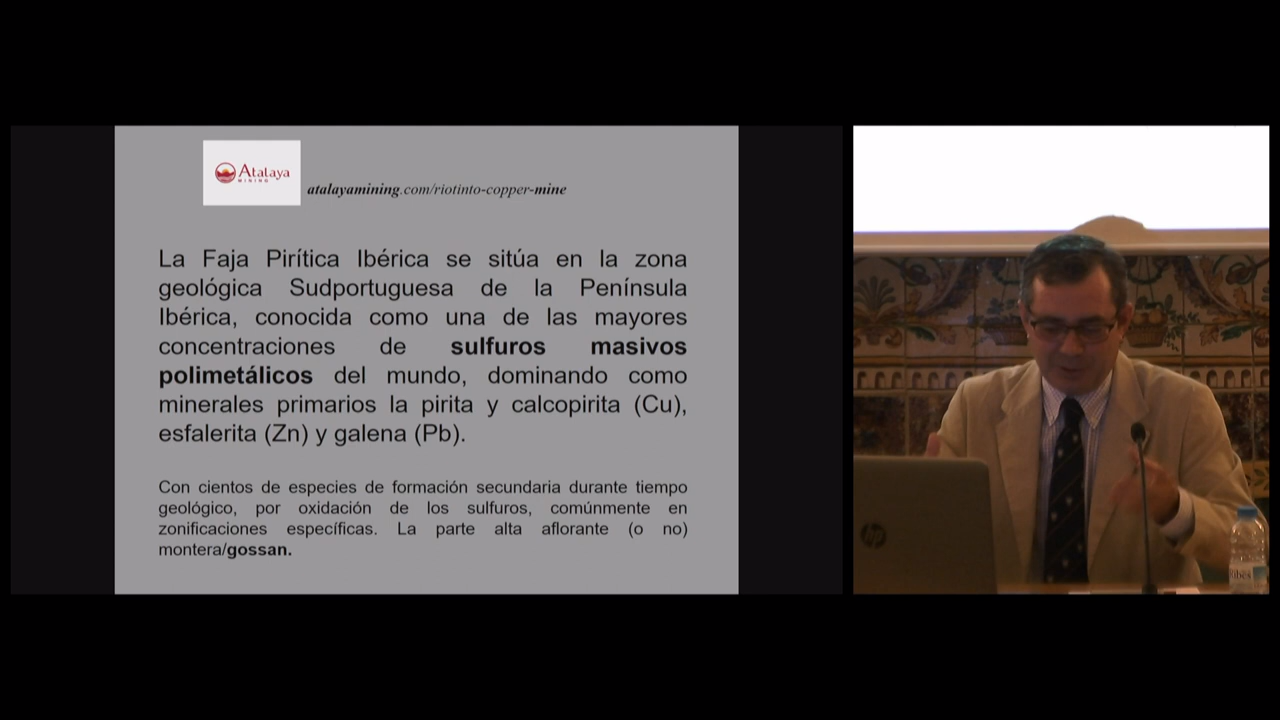 Atalaya
MINING
atalayamining.com/riotinto-copper-mine
La Faja Pirítica Ibérica se sitúa en la zona
geológica Sudportuguesa de la Península
Ibérica, conocida como una de las mayores
concentraciones de sulfuros masivos
polimetálicos del mundo, dominando como
minerales primarios la pirita y calcopirita (Cu),
esfalerita (Zn) y galena (Pb).
Con cientos de especies de formación secundaria durante tiempo
geológico, por oxidación de los sulfuros, comúnmente en
zonificaciones específicas. La parte alta aflorante (o no)
montera/gossan.
hp
Ribes